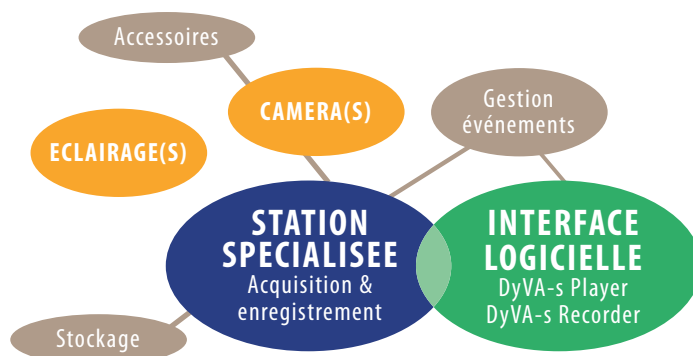 Accessoires
CAMERA(S)
Gestion
événements
ECLAIRAGE(S)
STATION
SPECIALISEE
Acquisition &
enregistrement
INTERFACE
LOGICIELLE
DyVA-s Player
DyVA-s Recorder
Stockage